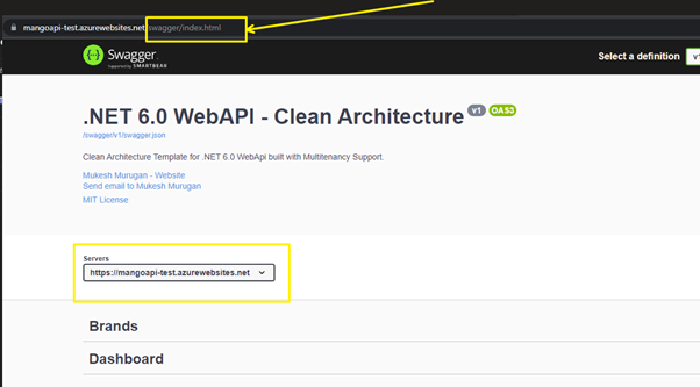 mangoapi-test.azurewebsites.net/swagger/index.html
Swagger
Supported by SMARTBEAR
Select a definition
.NET 6.0 WebAPI - Clean Architecture v1 OAS3
/swagger/v1/swagger.json
Clean Architecture Template for .NET 6.0 WebApi built with Multitenancy Support.
Mukesh Murugan - Website
Send email to Mukesh Murugan
MIT License
Servers
https://mangoapi-test.azurewebsites.net
Brands
Dashboard